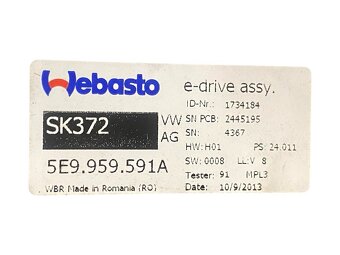 Webasto
e-drive assy.
ID-Nr.: 1734184
SK372 VW AG
SN PCB: 2445195
SN: 4367
HW: H01 PS: 24.011
5E9.959.591A
SW: 0008 LL: V 8
Tester: 91 MPL3
WBR Made in Romania (RO)
Date: 10/9/2013